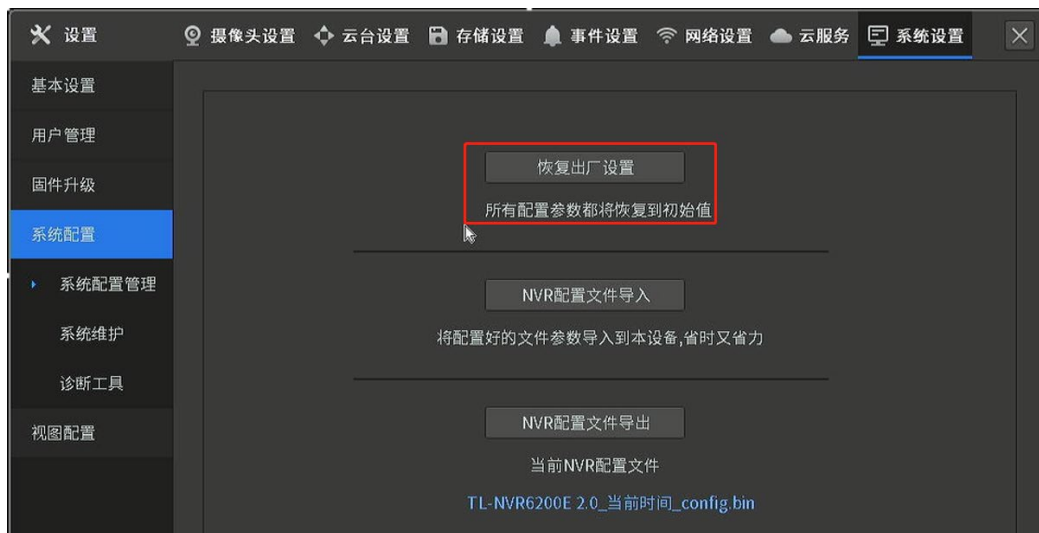 设置 摄像头设置 云台设置 存储设置 事件设置 网络设置 云服务 系统设置
基本设置
用户管理
固件升级
系统配置
系统配置管理
系统维护
诊断工具
视图配置
恢复出厂设置
所有配置参数都将恢复到初始值
NVR配置文件导入
将配置好的文件参数导入到本设备,省时又省力
NVR配置文件导出
当前NVR配置文件
TL-NVR6200E 2.0_当前时间_config.bin